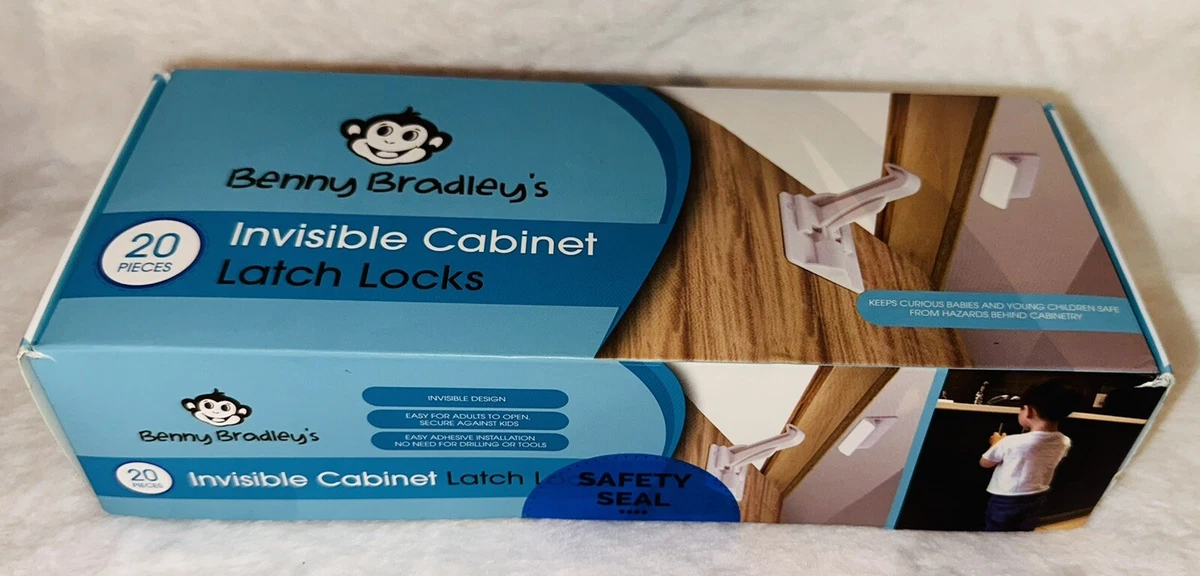 Benny Bradley's
20
PIECES
Invisible Cabinet
Latch Locks
KEEPS CURIOUS BABIES AND YOUNG CHILDREN SAFE
FROM HAZARDS BEHIND CABINETRY
Benny Bradley's
INVISIBLE DESIGN
EASY FOR ADULTS TO OPEN,
SECURE AGAINST KIDS
EASY ADHESIVE INSTALLATION
NO NEED FOR DRILLING OR TOOLS
20
PIECES
Invisible Cabinet Latch
SAFETY
SEAL